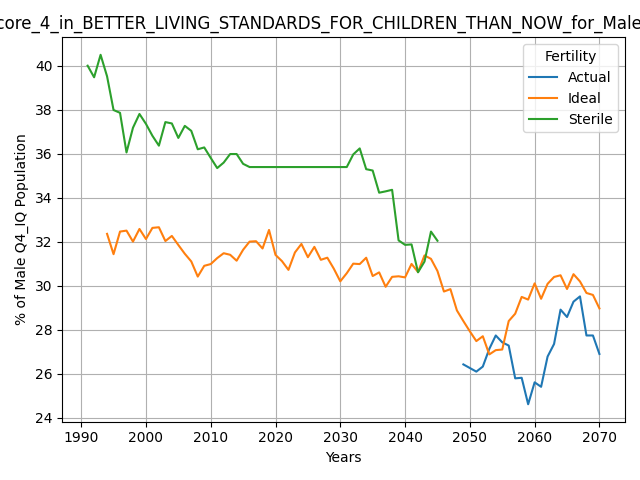 core_4_in_BETTER_LIVING_STANDARDS_FOR_CHILDREN_THAN_NOW_for_Male
Fertility
Actual
Ideal
Sterile
% of Male Q4_IQ Population
40
38
36
34
32
30
28
26
24
1990 2000 2010 2020 2030 2040 2050 2060 2070
Years